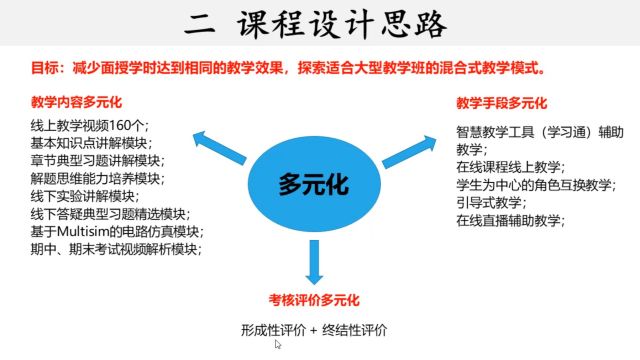 二 课程设计思路
目标：减少面授学时达到相同的教学效果，探索适合大型教学班的混合式教学模式。
教学内容多元化
线上教学视频160个；
基本知识点讲解模块；
章节典型习题讲解模块；
解题思维能力培养模块；
线下实验讲解模块；
线下答疑典型习题精选模块；
基于Multisim的电路仿真模块；
期中、期末考试视频解析模块；
多元化
教学手段多元化
智慧教学工具（学习通）辅助
教学；
在线课程线上教学；
学生为中心的角色互换教学；
引导式教学；
在线直播辅助教学；
考核评价多元化
形成性评价 + 终结性评价